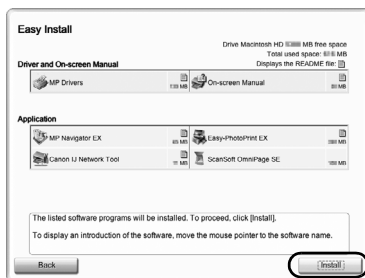 Easy Install
Drive Macintosh HD MB free space
Total used space: MB
Driver and On-screen Manual
Displays the README file:
MP Drivers
MB
On-screen Manual
MB
Application
MP Navigator EX
MB
Easy-PhotoPrint EX
MB
Canon IJ Network Tool
MB
ScanSoft OmniPage SE
MB
The listed software programs will be installed. To proceed, click [Install].
To display an introduction of the software, move the mouse pointer to the software name.
Back
Install